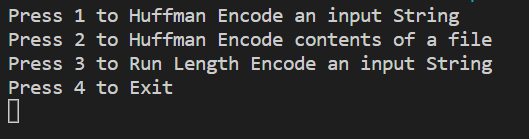 Press 1 to Huffman Encode an input String
Press 2 to Huffman Encode contents of a file
Press 3 to Run Length Encode an input String
Press 4 to Exit